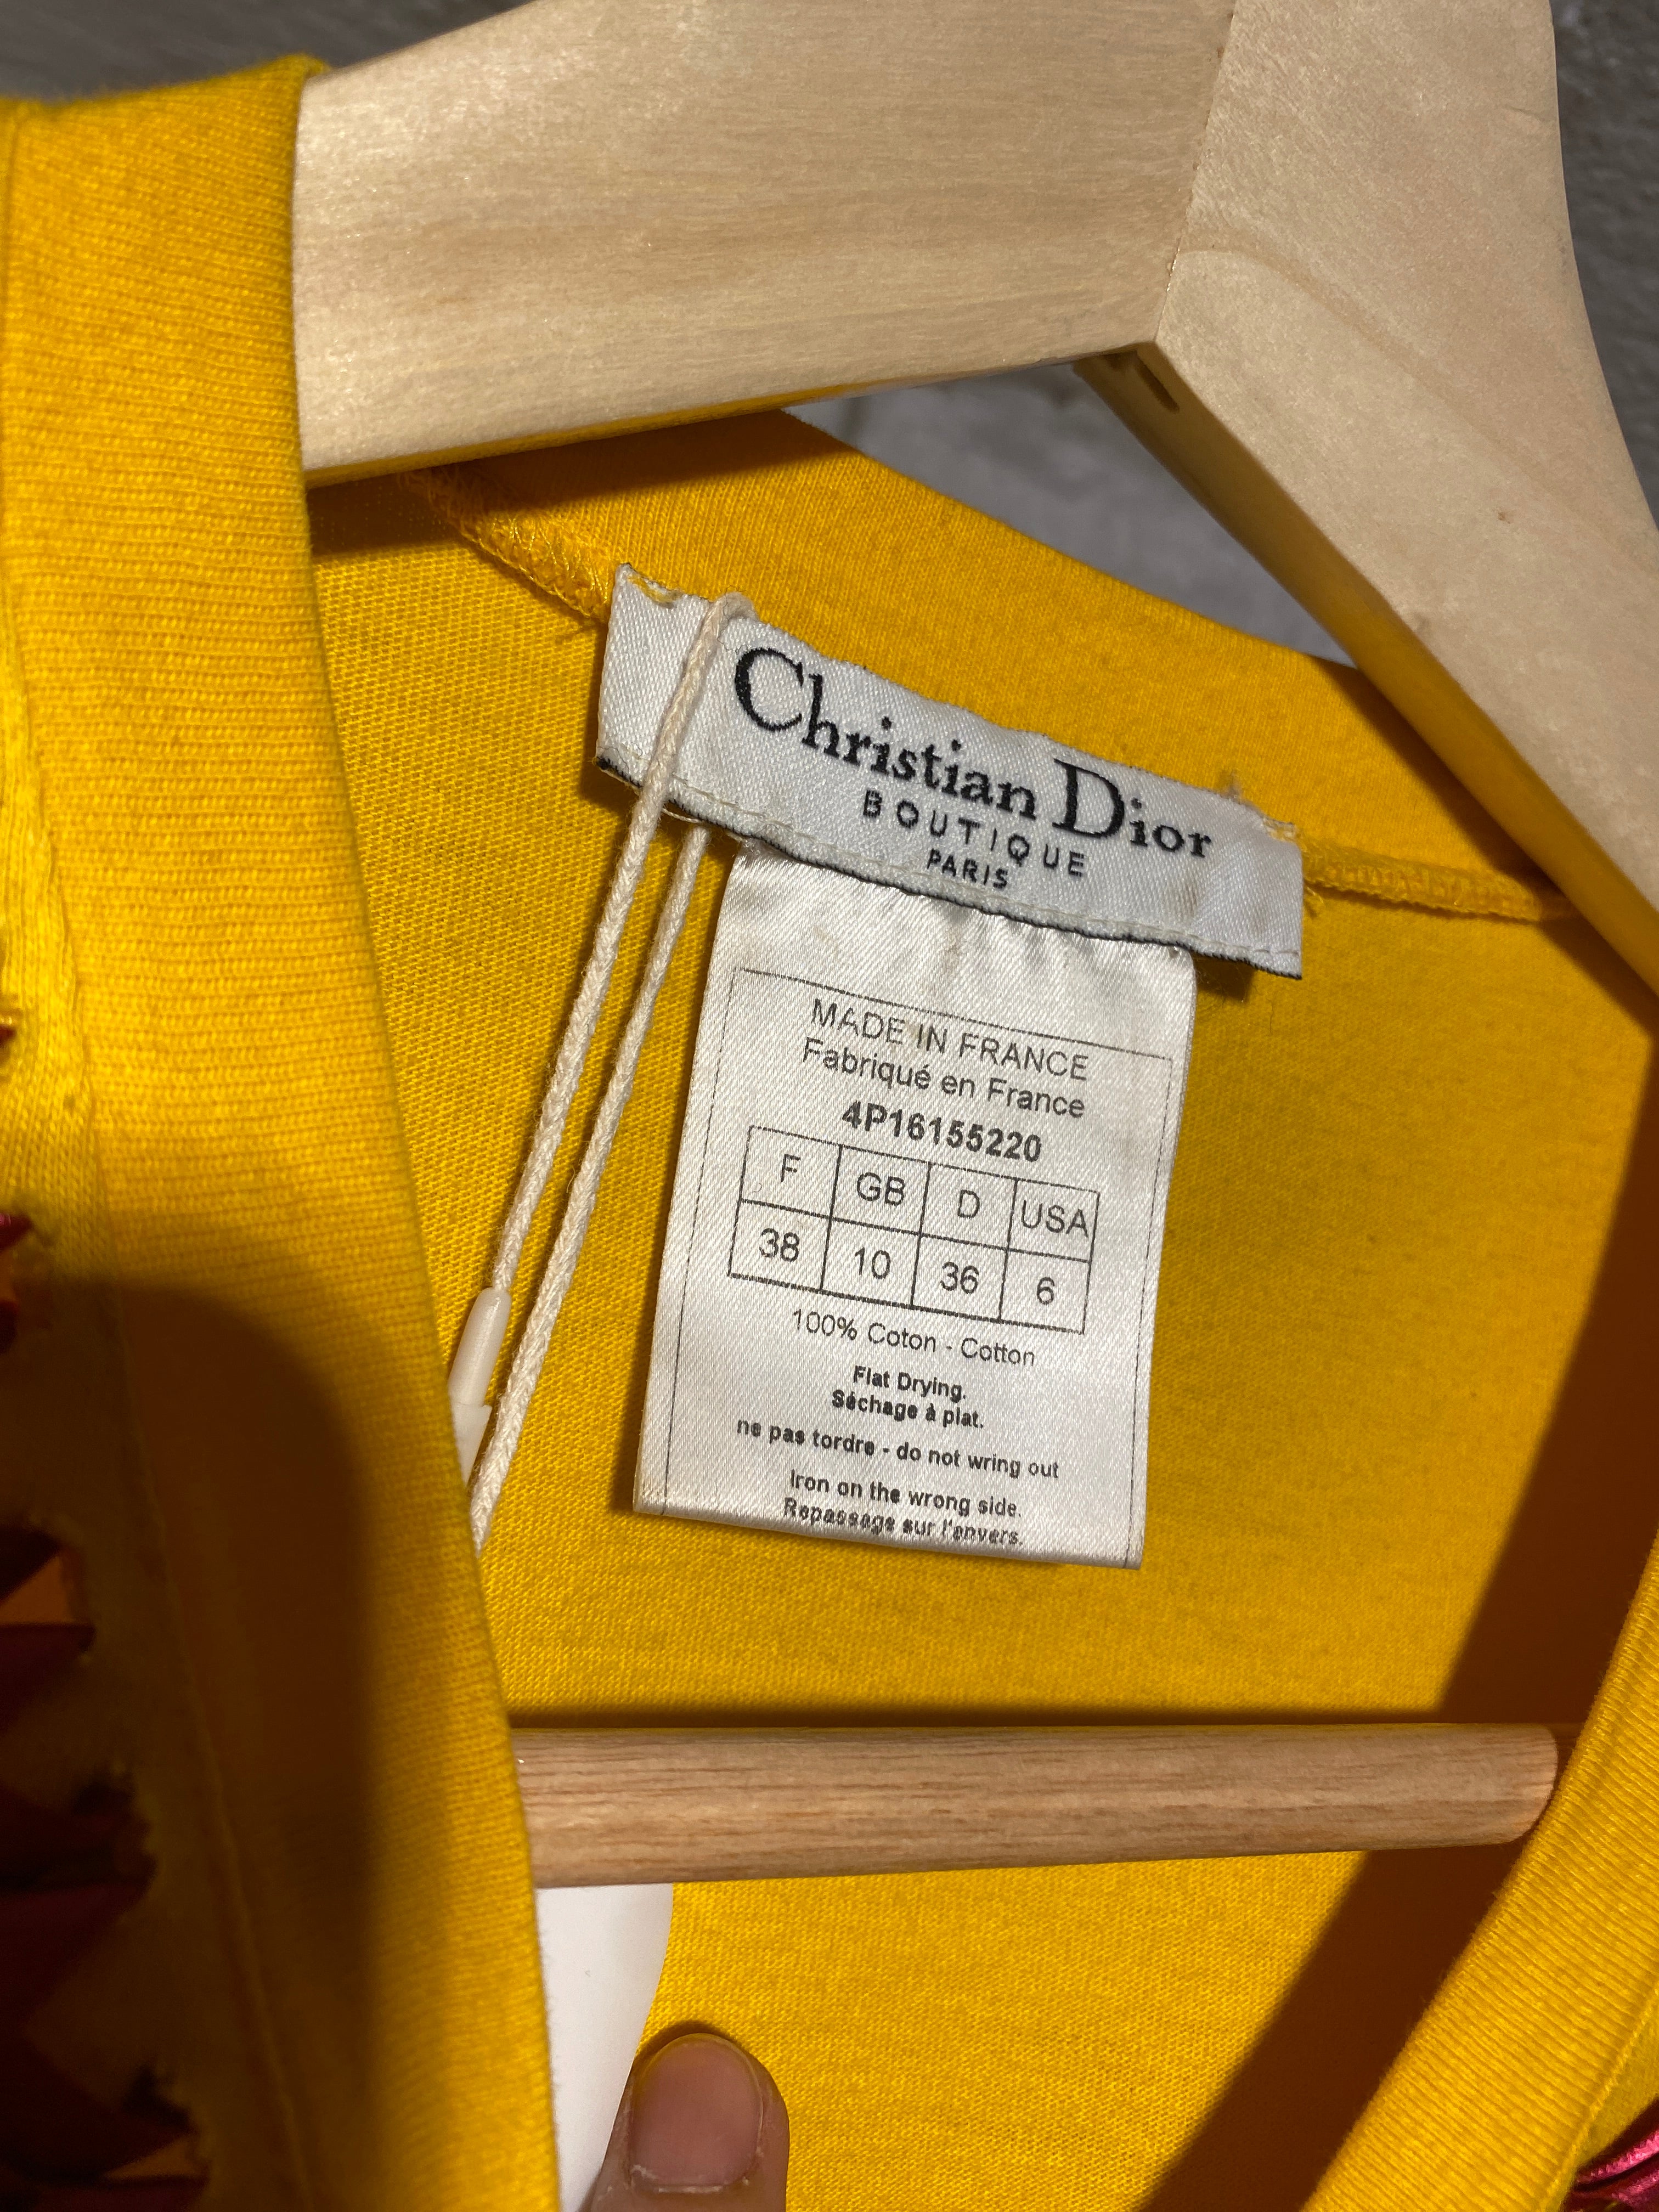 Christian Dior
BOUTIQUE
PARIS
MADE IN FRANCE
Fabriqué en France
4P16155220
F GB D USA
38 10 36 6
100% Coton - Cotton
Flat Drying.
Séchage à plat.
ne pas tordre - do not wring out
Iron on the wrong side.
Repassage sur l'envers.